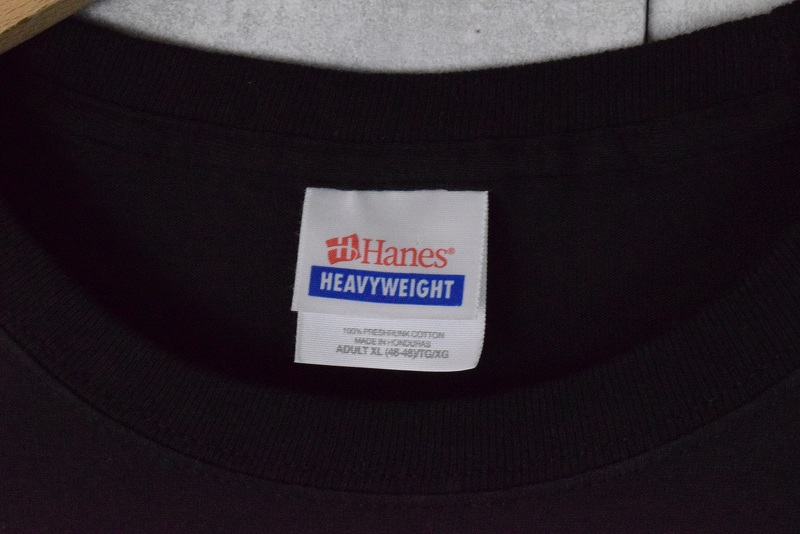 H Hanes®
HEAVYWEIGHT
100% PRESHRUNK COTTON
MADE IN HONDURAS
ADULT XL (46-48)/TG/XG